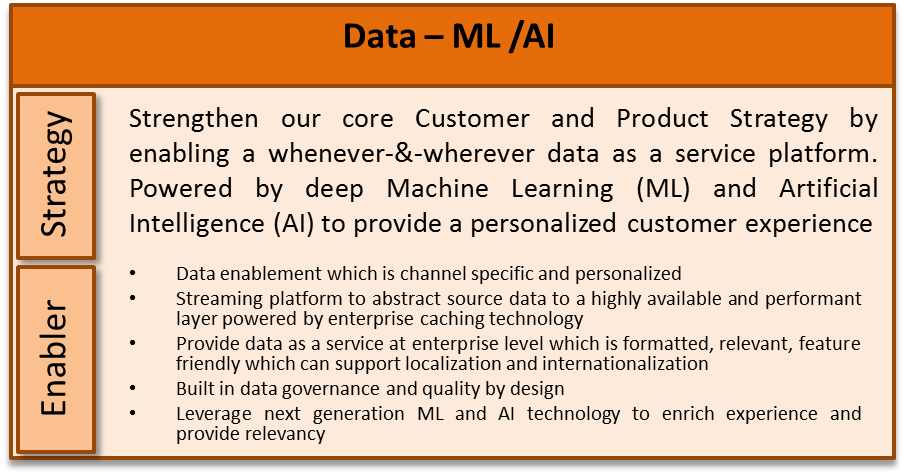 Data – ML /AI
Strategy
Strengthen our core Customer and Product Strategy by
enabling a whenever-&-wherever data as a service platform.
Powered by deep Machine Learning (ML) and Artificial
Intelligence (AI) to provide a personalized customer experience
Enabler
• Data enablement which is channel specific and personalized
• Streaming platform to abstract source data to a highly available and performant
layer powered by enterprise caching technology
• Provide data as a service at enterprise level which is formatted, relevant, feature
friendly which can support localization and internationalization
• Built in data governance and quality by design
• Leverage next generation ML and AI technology to enrich experience and
provide relevancy